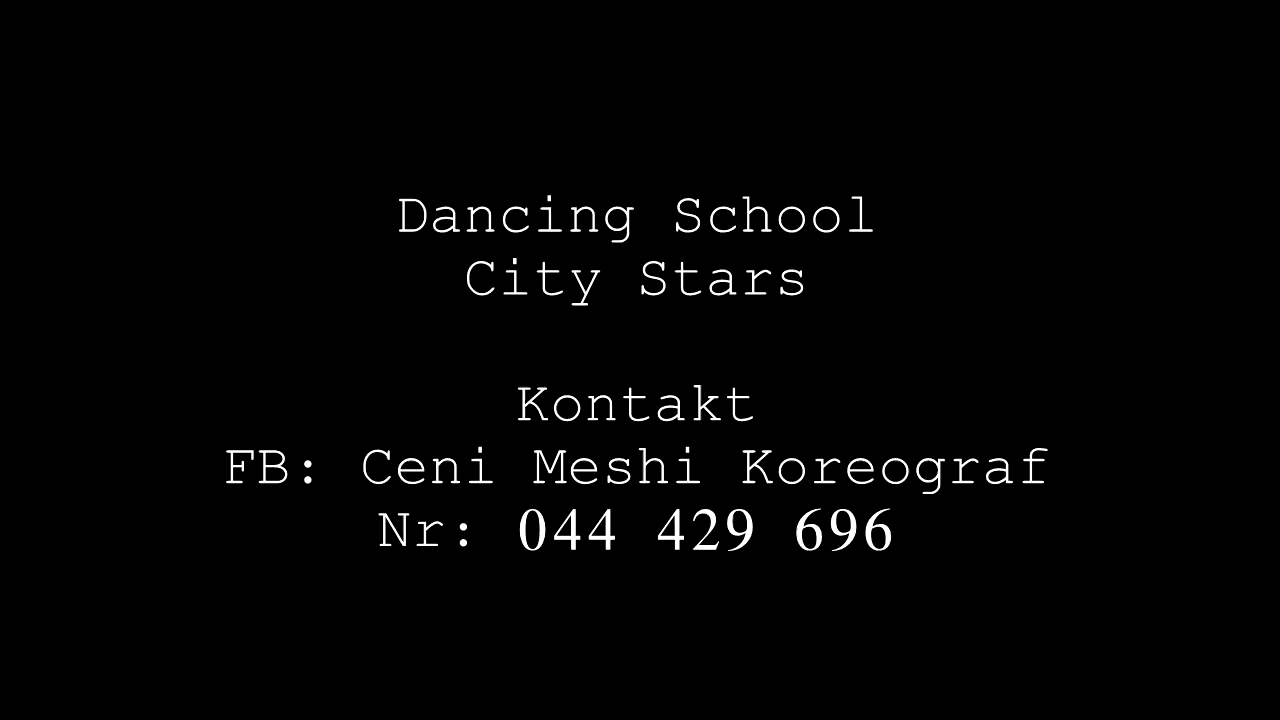 Dancing School
City Stars
Kontakt
FB: Ceni Meshi Koreograf
Nr: 044 429 696